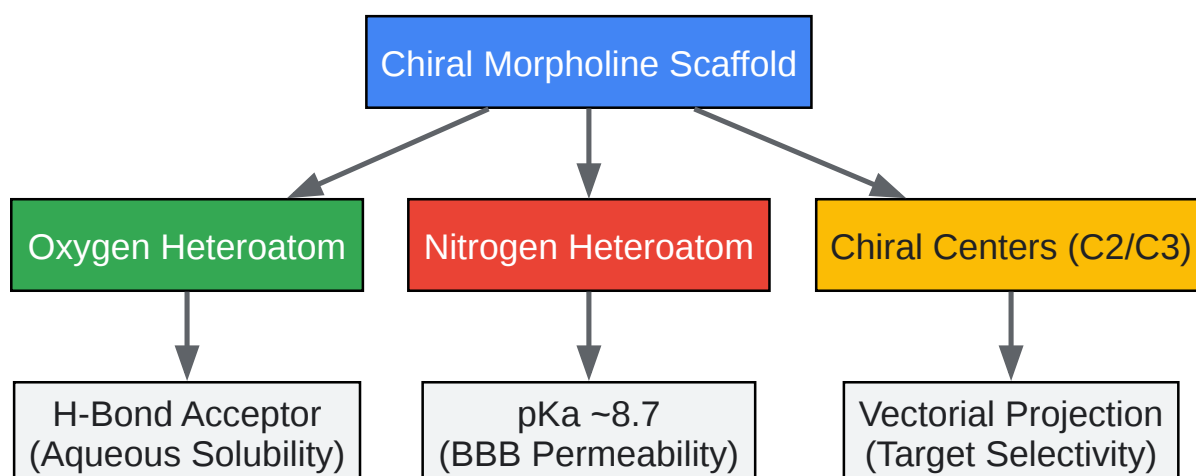 Chiral Morpholine Scaffold
Oxygen Heteroatom
Nitrogen Heteroatom
Chiral Centers (C2/C3)
H-Bond Acceptor
(Aqueous Solubility)
pKa ~8.7
(BBB Permeability)
Vectorial Projection
(Target Selectivity)